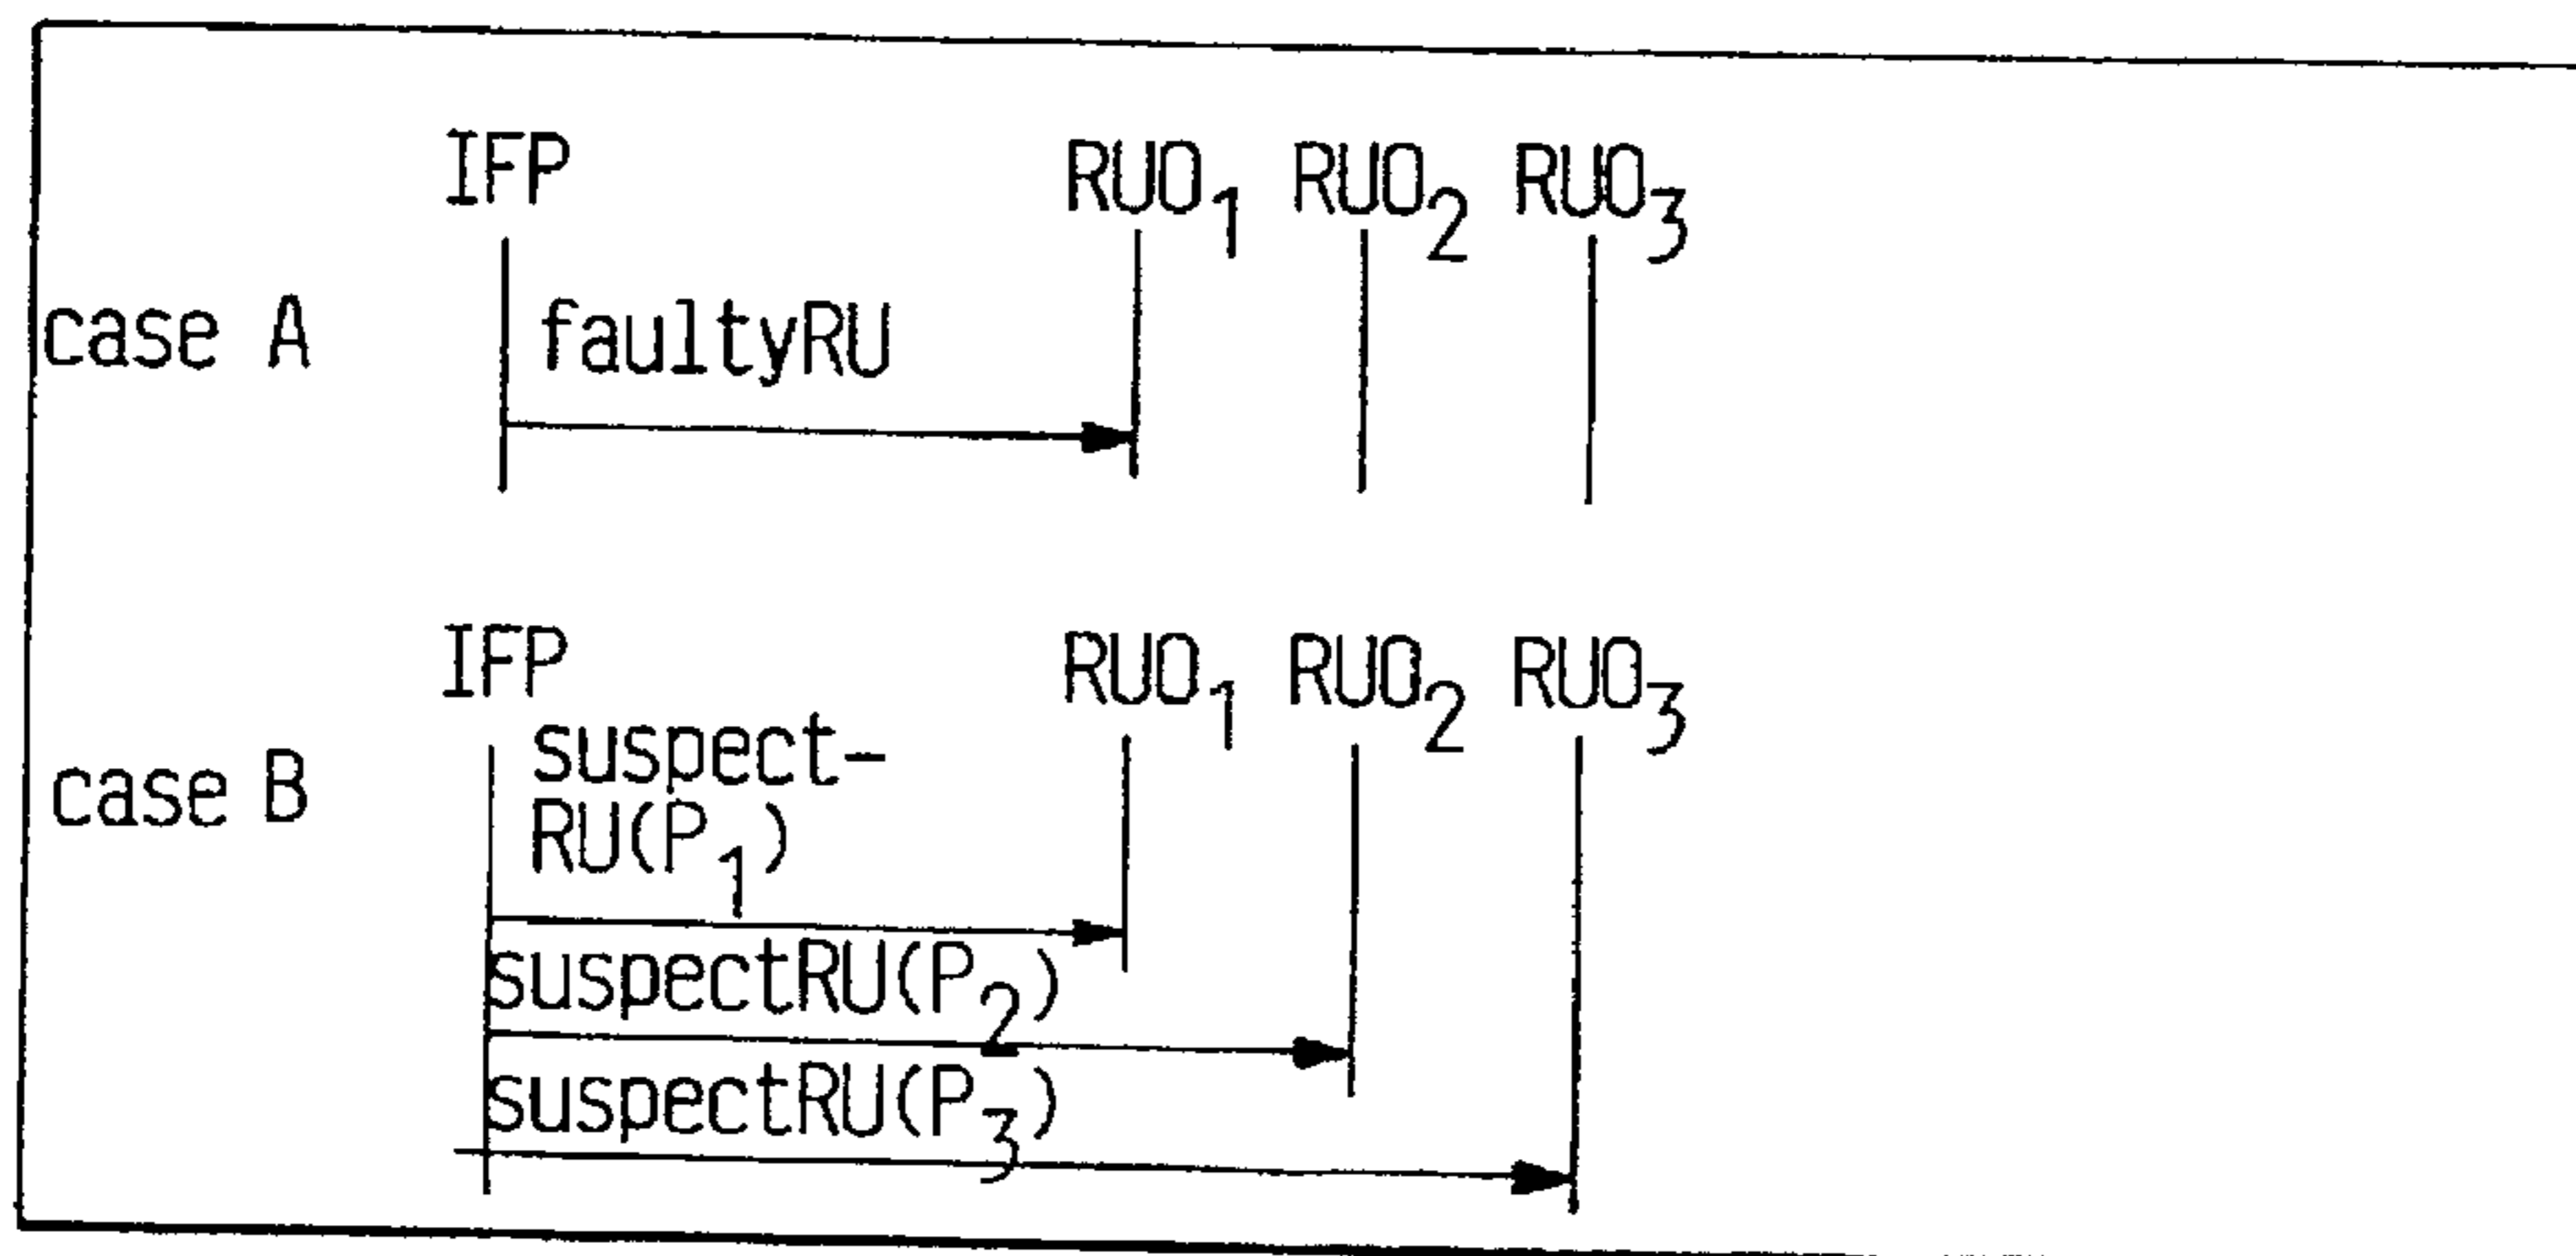 IFP RUO₁ RUO₂ RUO₃
case A faultyRU
IFP RUO₁ RUO₂ RUO₃
suspect-
case B
RU(P₁)
suspectRU(P₂)
suspectRU(P₃)